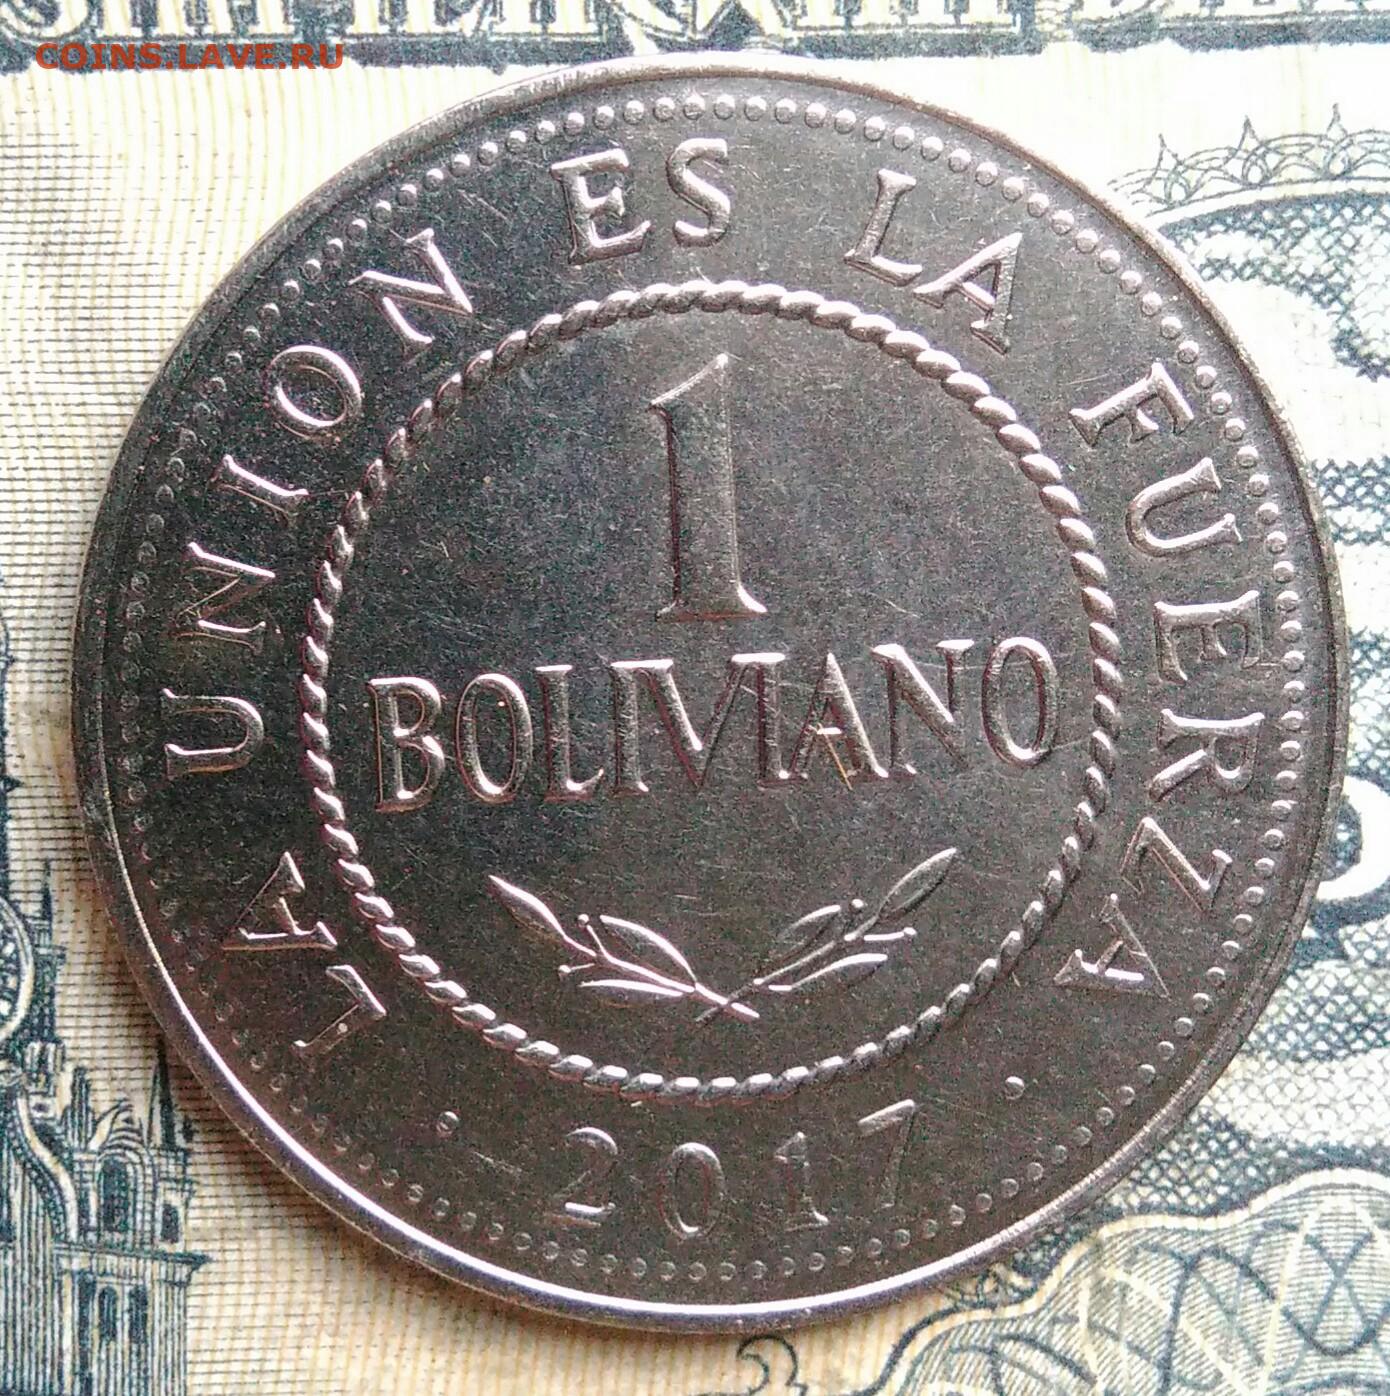 COINS.LAVE.RU
LA UNION ES LA FUERZA
1
BOLIVIANO
2017